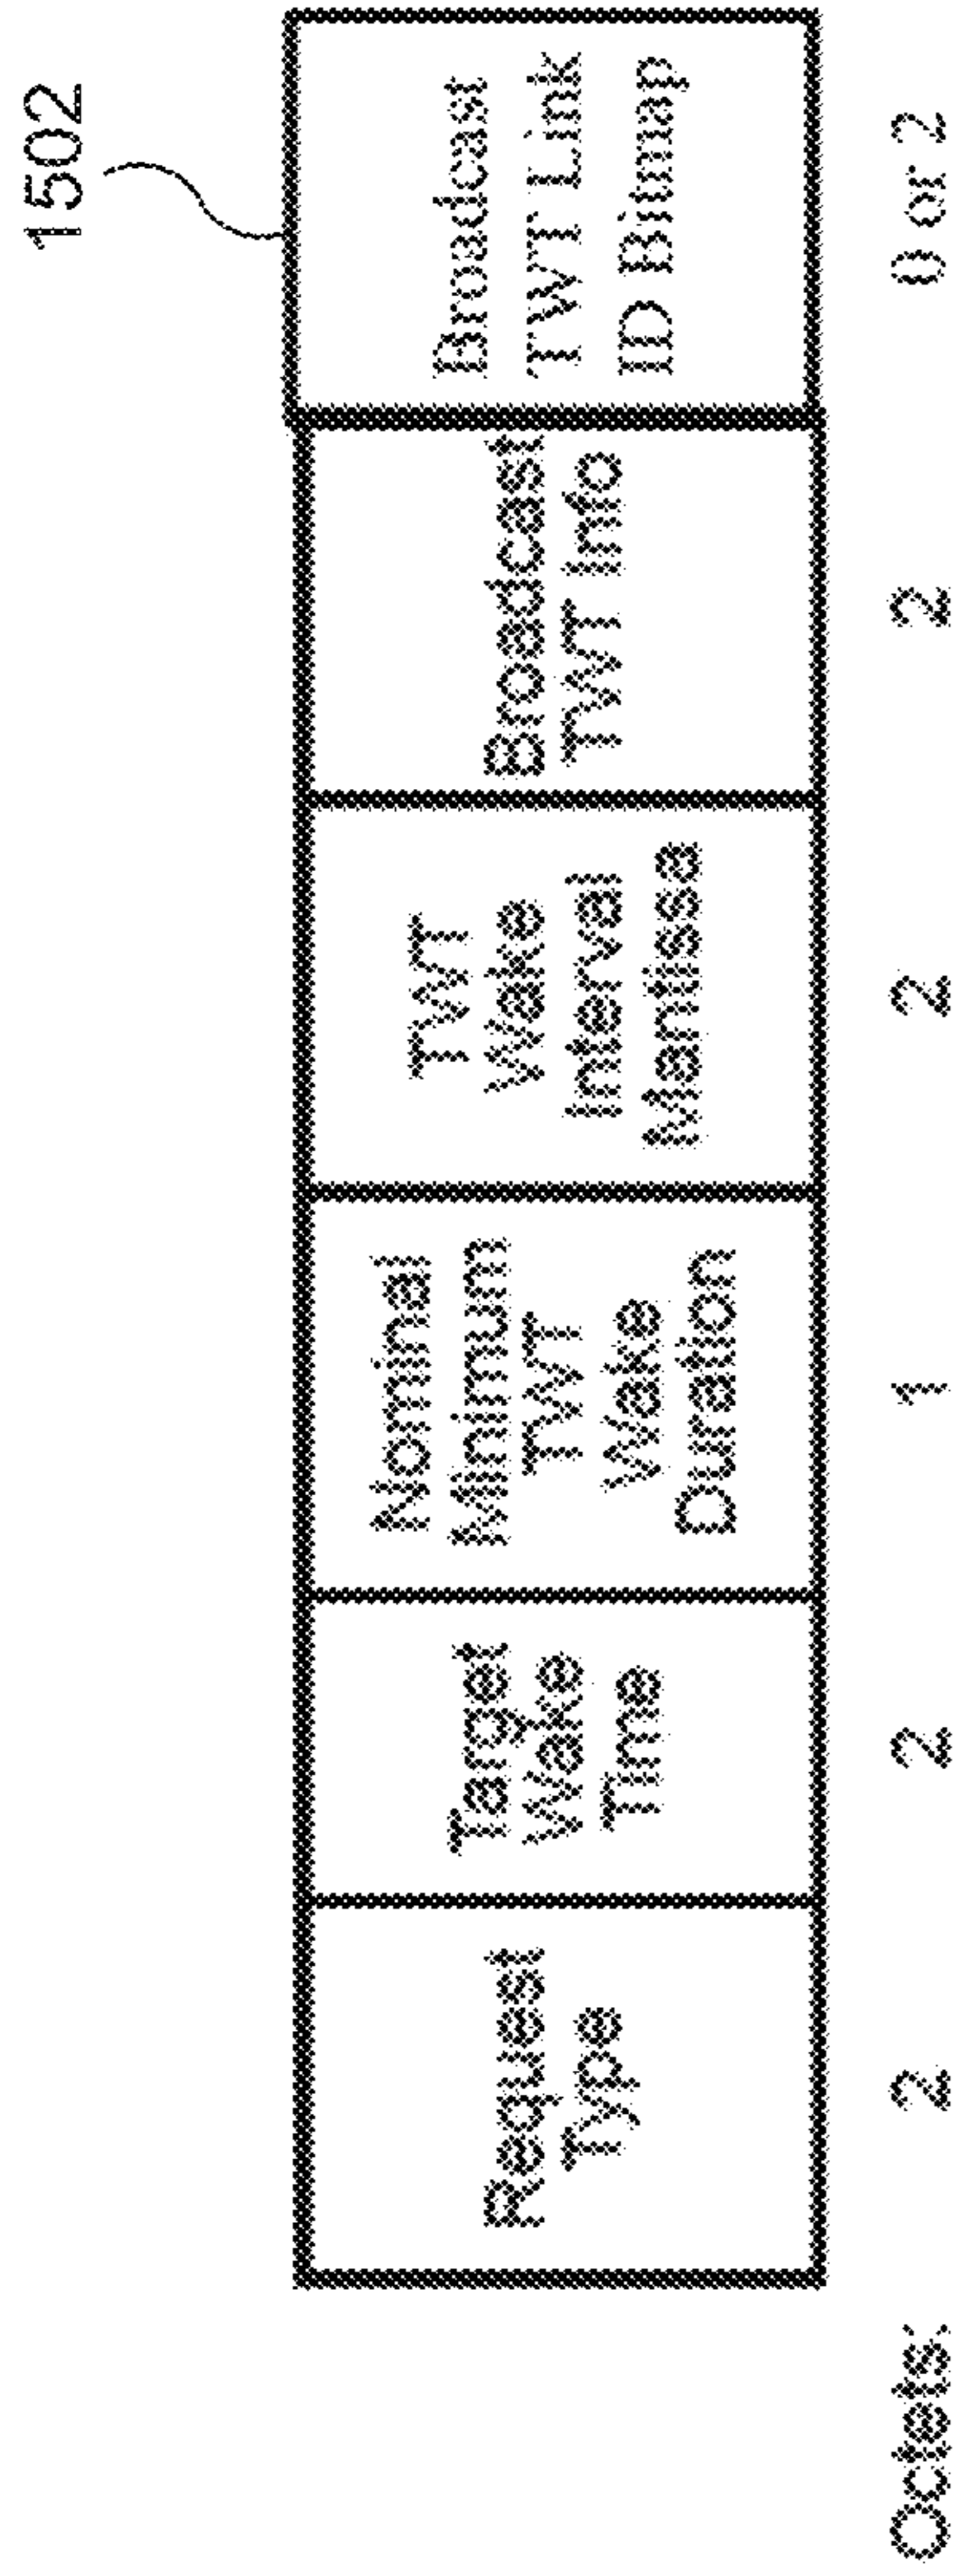 1502
Request
Type
Target
Wake
Time
Nominal
Minimum
TWT
Wake
Duration
TWT
Wake
Interval
Mantissa
Broadcast
TWT Info
Broadcast
TWT Link
ID Bitmap
Octets: 2 2 1 2 2 0 or 2